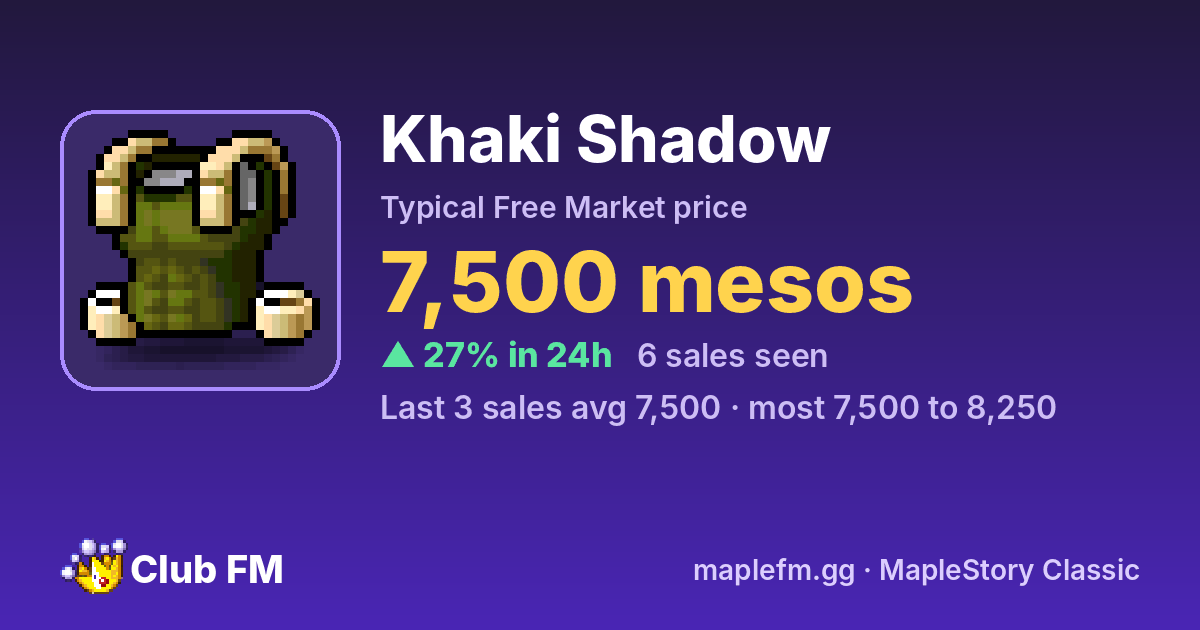 Khaki Shadow
Typical Free Market price
7,500 mesos
▲ 27% in 24h 6 sales seen
Last 3 sales avg 7,500 · most 7,500 to 8,250
Club FM
maplefm.gg · MapleStory Classic